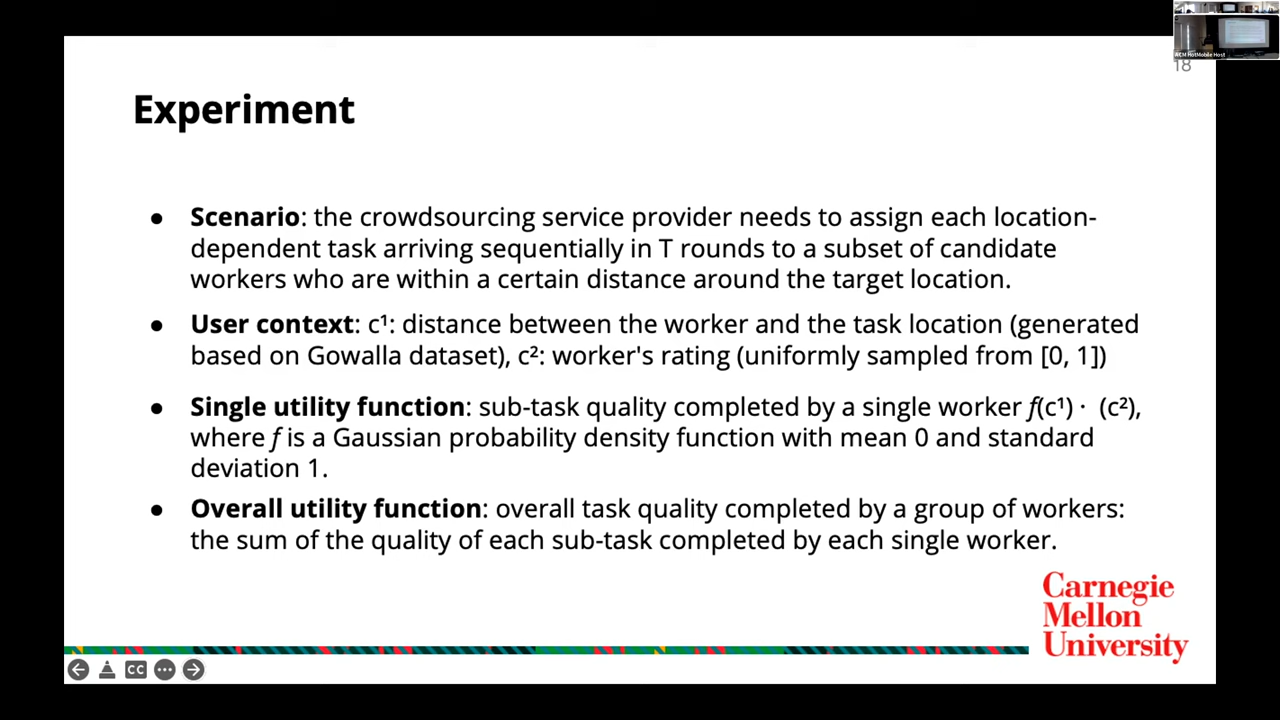 ACM HotMobile Host
18
Experiment
● Scenario: the crowdsourcing service provider needs to assign each location-
dependent task arriving sequentially in T rounds to a subset of candidate
workers who are within a certain distance around the target location.
● User context: c¹: distance between the worker and the task location (generated
based on Gowalla dataset), c²: worker's rating (uniformly sampled from [0, 1])
● Single utility function: sub-task quality completed by a single worker f(c¹) · (c²),
where f is a Gaussian probability density function with mean 0 and standard
deviation 1.
● Overall utility function: overall task quality completed by a group of workers:
the sum of the quality of each sub-task completed by each single worker.
Carnegie
Mellon
University
CC